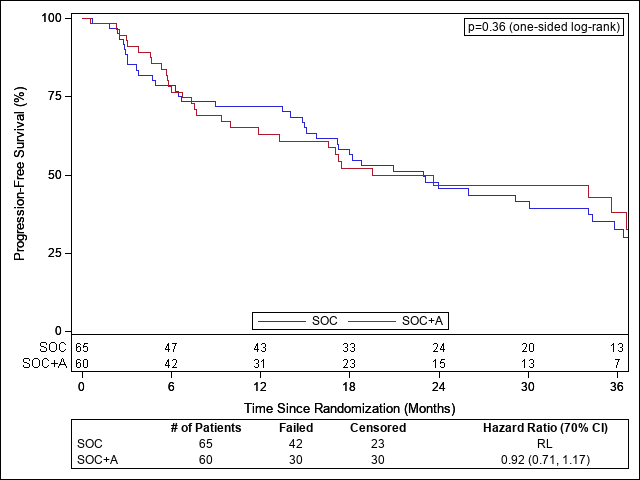 p=0.36 (one-sided log-rank)
100
75
50
25
0
Progression-Free Survival (%)
SOC SOC+A
SOC 65 47 43 33 24 20 13
SOC+A 60 42 31 23 15 13 7
0 6 12 18 24 30 36
Time Since Randomization (Months)
# of Patients Failed Censored Hazard Ratio (70% CI)
SOC 65 42 23 RL
SOC+A 60 30 30 0.92 (0.71, 1.17)